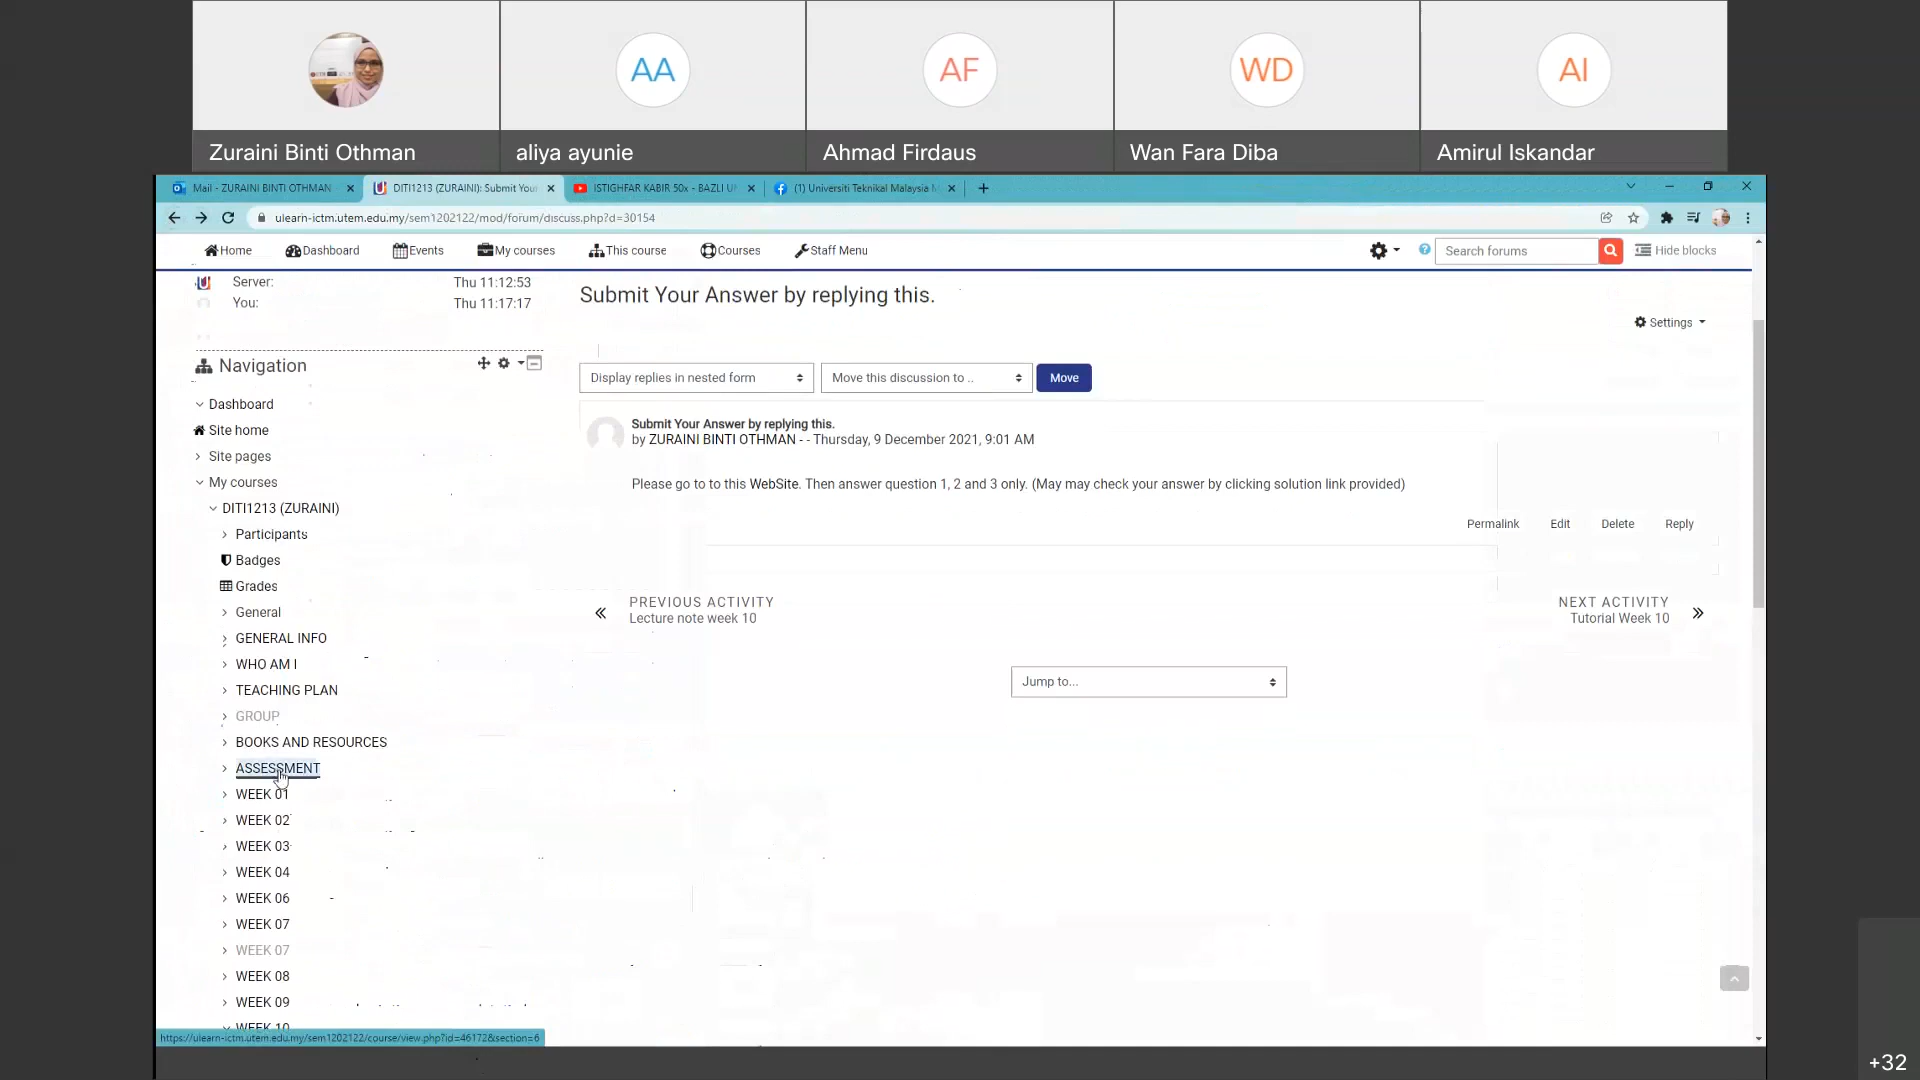 AA
AF
WD
AI
Zuraini Binti Othman
aliya ayunie
Ahmad Firdaus
Wan Fara Diba
Amirul Iskandar
Mail - ZURAINI BINTI OTHMAN
DITI1213 (ZURAINI): Submit Your
ISTIGHFAR KABIR 50x - BAZLI U
(1) Universiti Teknikal Malaysia
ulearn-ictm.utem.edu.my/sem1202122/mod/forum/discuss.php?d=30154
Home
Dashboard
Events
My courses
This course
Courses
Staff Menu
Search forums
Hide blocks
Server: Thu 11:12:53
You: Thu 11:17:17
Submit Your Answer by replying this.
Settings
Navigation
Display replies in nested form
Move this discussion to ..
Move
Dashboard
Site home
Site pages
My courses
DITI1213 (ZURAINI)
Participants
Badges
Grades
General
GENERAL INFO
WHO AM I
TEACHING PLAN
GROUP
BOOKS AND RESOURCES
ASSESSMENT
WEEK 01
WEEK 02
WEEK 03
WEEK 04
WEEK 06
WEEK 07
WEEK 07
WEEK 08
WEEK 09
WEEK 10
Submit Your Answer by replying this.
by ZURAINI BINTI OTHMAN - - Thursday, 9 December 2021, 9:01 AM
Please go to to this WebSite. Then answer question 1, 2 and 3 only. (May may check your answer by clicking solution link provided)
Permalink
Edit
Delete
Reply
PREVIOUS ACTIVITY
Lecture note week 10
NEXT ACTIVITY
Tutorial Week 10
Jump to...
https://ulearn-ictm.utem.edu.my/sem1202122/course/view.php?id=46172&section=6
+32